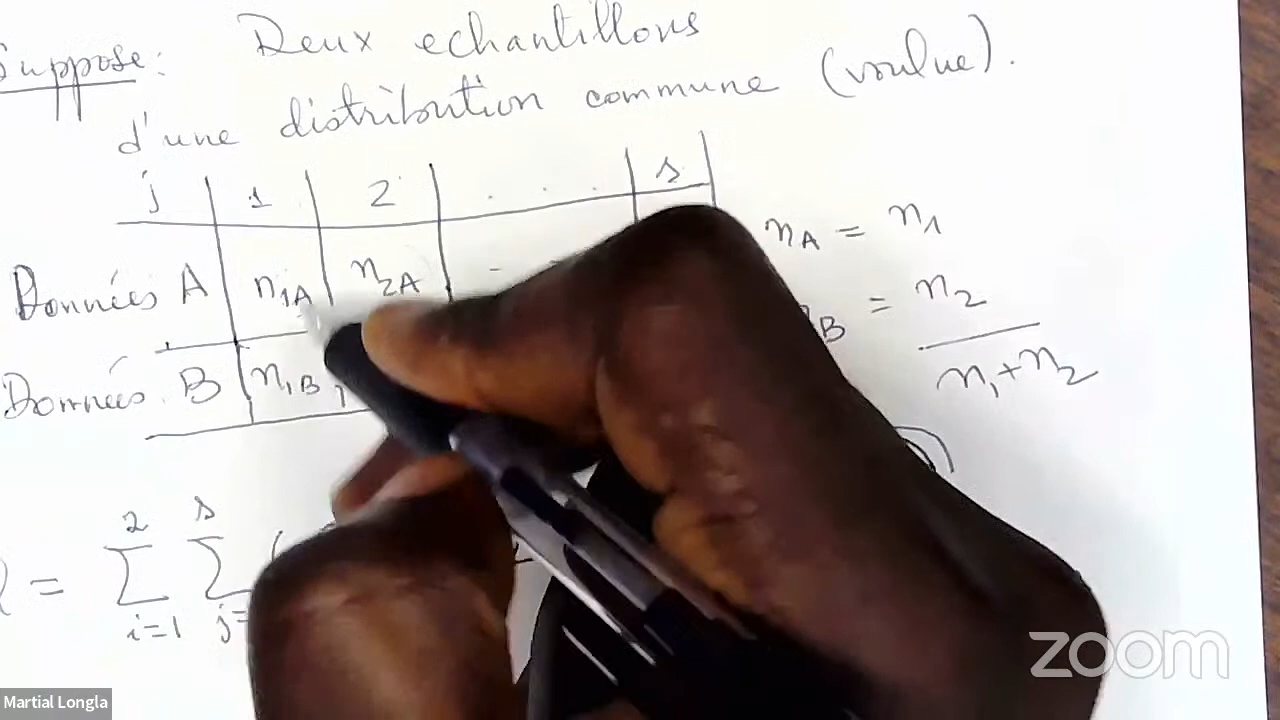 Suppose: Deux echantillons
d'une distribution commune (voulue).
j 1 2 . . . s
Données A n1A n2A - -
nA = n1
Données B n1B
B = n2
n1+n2
= 2 Σ i=1 s Σ j=
zoom
Martial Longla